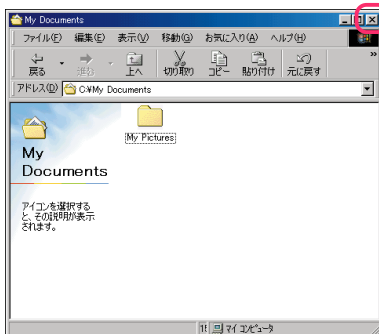 My Documents
ファイル(F) 編集(E) 表示(V) 移動(G) お気に入り(A) ヘルプ(H)
戻る 進む 上へ 切り取り コピー 貼り付け 元に戻す »
アドレス(D) C:¥My Documents
My Documents
アイコンを選択すると、その説明が表示されます。
My Pictures
マイ コンピュータ